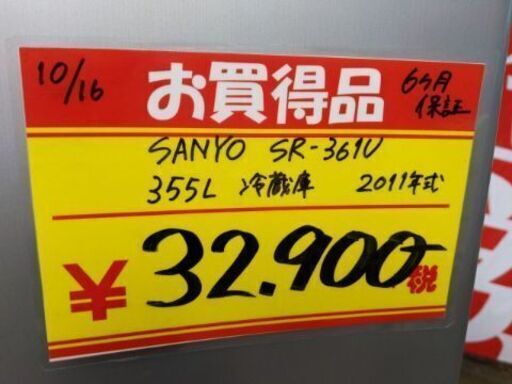 10/16
お買得品
6ヶ月
保証
SANYO SR-361U
355L 冷蔵庫 2011年式
¥32.900 税